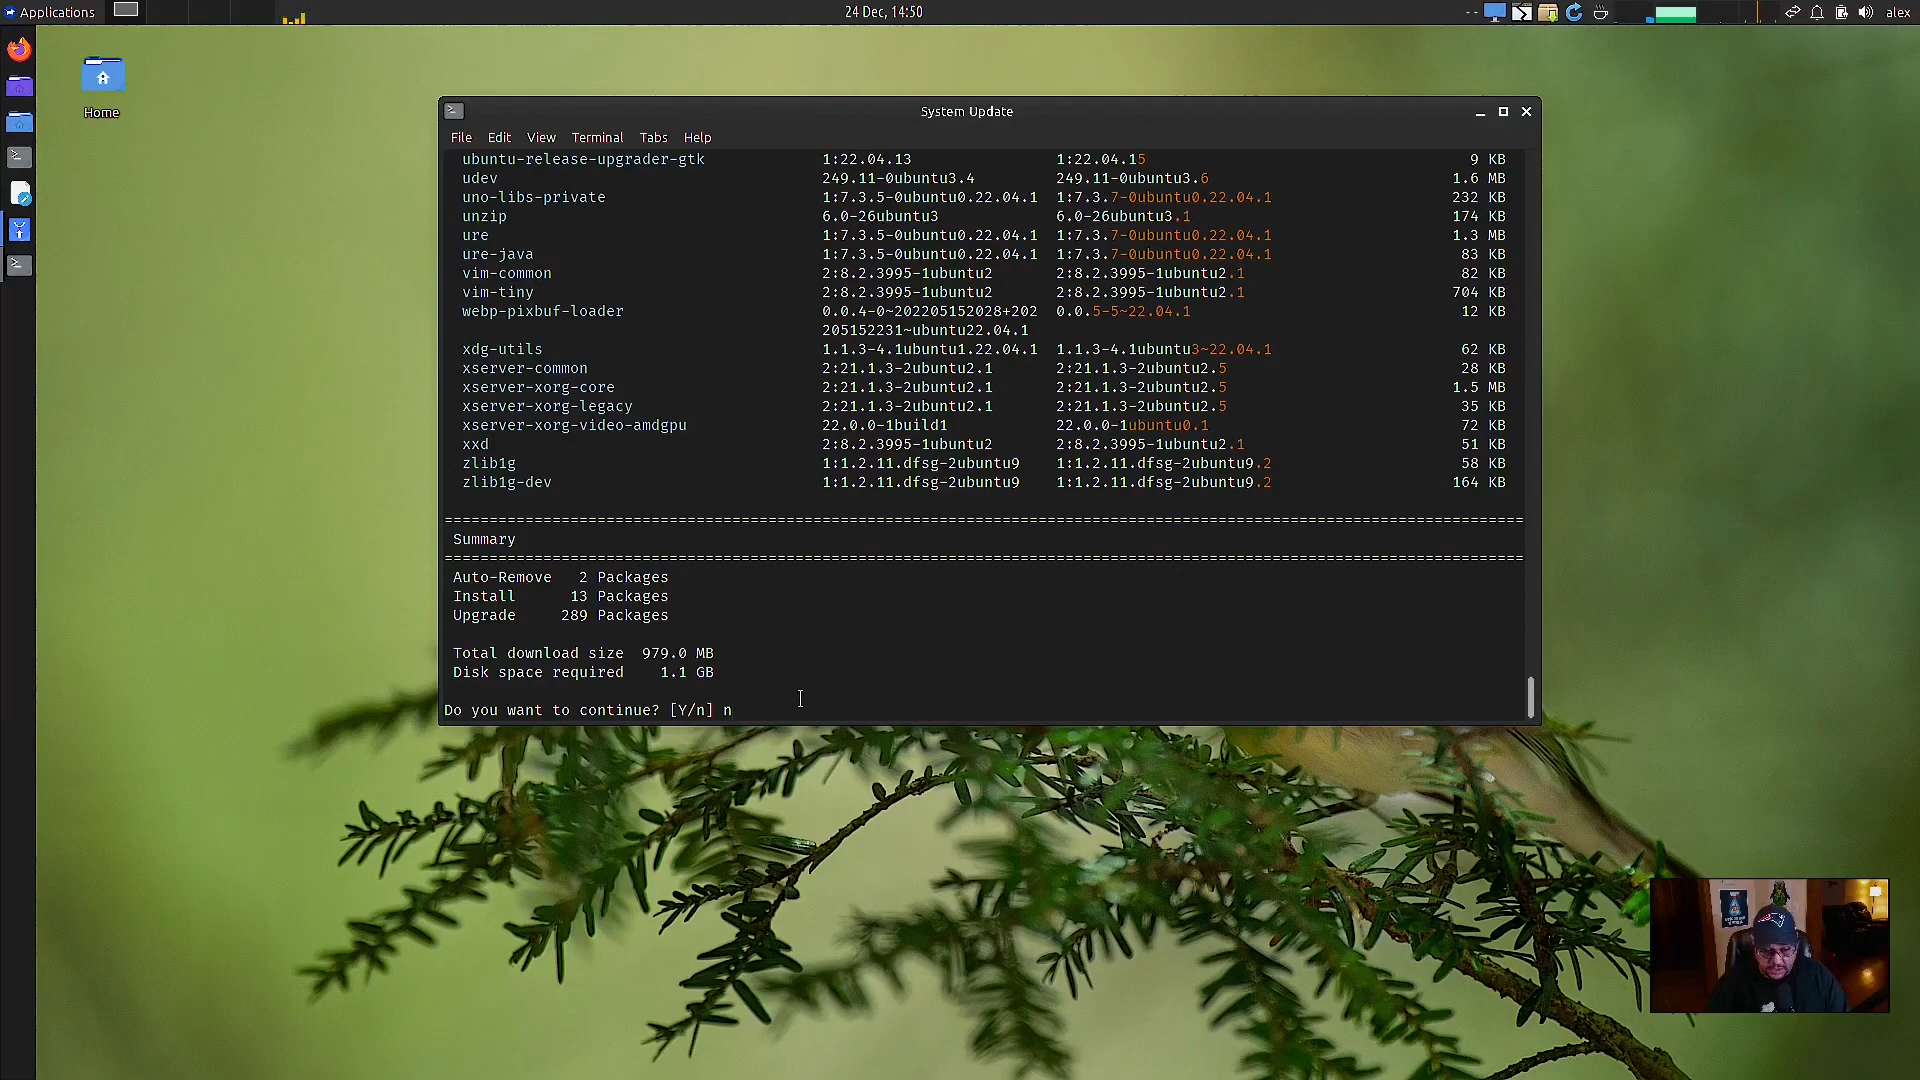 Applications
24 Dec, 14:50
alex
Home
System Update
File Edit View Terminal Tabs Help
ubuntu-release-upgrader-gtk 1:22.04.13 1:22.04.15 9 KB
udev 249.11-0ubuntu3.4 249.11-0ubuntu3.6 1.6 MB
uno-libs-private 1:7.3.5-0ubuntu0.22.04.1 1:7.3.7-0ubuntu0.22.04.1 232 KB
unzip 6.0-26ubuntu3 6.0-26ubuntu3.1 174 KB
ure 1:7.3.5-0ubuntu0.22.04.1 1:7.3.7-0ubuntu0.22.04.1 1.3 MB
ure-java 1:7.3.5-0ubuntu0.22.04.1 1:7.3.7-0ubuntu0.22.04.1 83 KB
vim-common 2:8.2.3995-1ubuntu2 2:8.2.3995-1ubuntu2.1 82 KB
vim-tiny 2:8.2.3995-1ubuntu2 2:8.2.3995-1ubuntu2.1 704 KB
webp-pixbuf-loader 0.0.4-0~202205152028+202 0.0.5-5~22.04.1 12 KB
205152231~ubuntu22.04.1
xdg-utils 1.1.3-4.1ubuntu1.22.04.1 1.1.3-4.1ubuntu3~22.04.1 62 KB
xserver-common 2:21.1.3-2ubuntu2.1 2:21.1.3-2ubuntu2.5 28 KB
xserver-xorg-core 2:21.1.3-2ubuntu2.1 2:21.1.3-2ubuntu2.5 1.5 MB
xserver-xorg-legacy 2:21.1.3-2ubuntu2.1 2:21.1.3-2ubuntu2.5 35 KB
xserver-xorg-video-amdgpu 22.0.0-1build1 22.0.0-1ubuntu0.1 72 KB
xxd 2:8.2.3995-1ubuntu2 2:8.2.3995-1ubuntu2.1 51 KB
zlib1g 1:1.2.11.dfsg-2ubuntu9 1:1.2.11.dfsg-2ubuntu9.2 58 KB
zlib1g-dev 1:1.2.11.dfsg-2ubuntu9 1:1.2.11.dfsg-2ubuntu9.2 164 KB
Summary
Auto-Remove 2 Packages
Install 13 Packages
Upgrade 289 Packages
Total download size 979.0 MB
Disk space required 1.1 GB
Do you want to continue? [Y/n] n